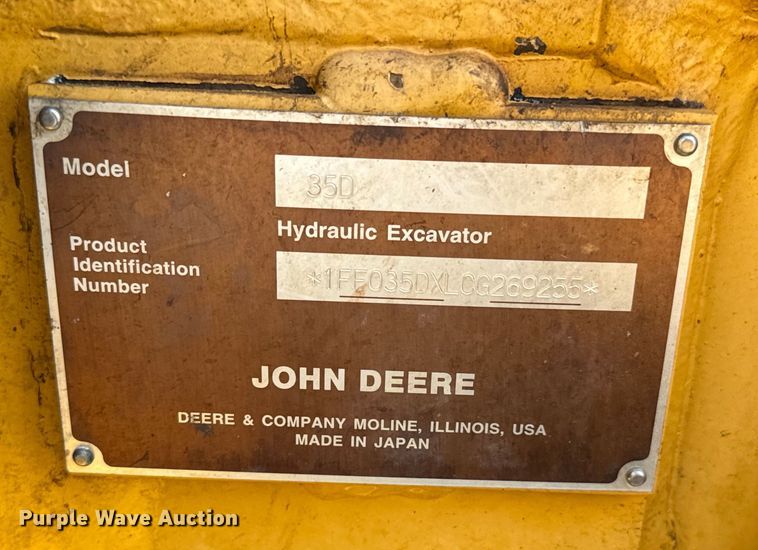 Model
35D
Hydraulic Excavator
Product
Identification
Number
*1FF035DXLCG269255*
JOHN DEERE
DEERE & COMPANY MOLINE, ILLINOIS, USA
MADE IN JAPAN
Purple Wave Auction